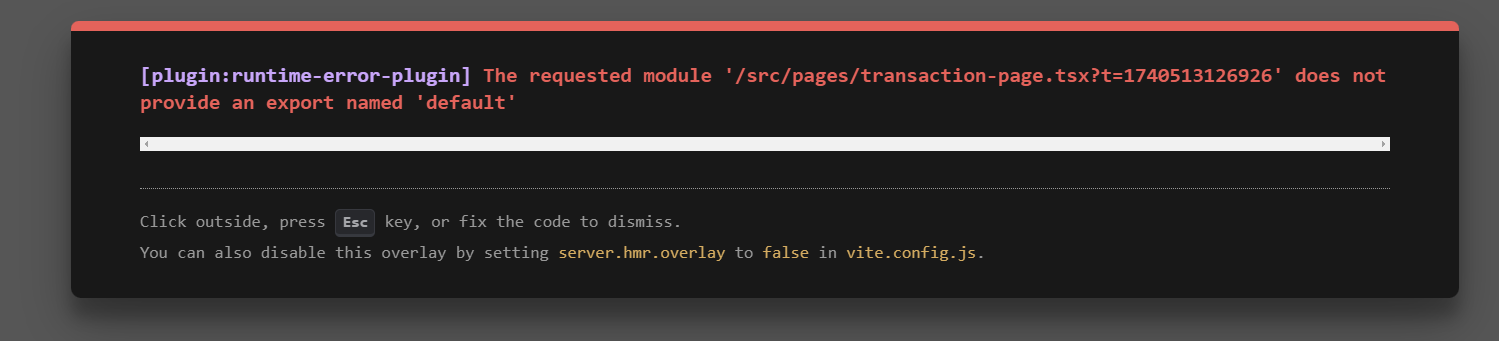 [plugin:runtime-error-plugin] The requested module '/src/pages/transaction-page.tsx?t=1740513126926' does not
provide an export named 'default'
Click outside, press Esc key, or fix the code to dismiss.
You can also disable this overlay by setting server.hmr.overlay to false in vite.config.js.